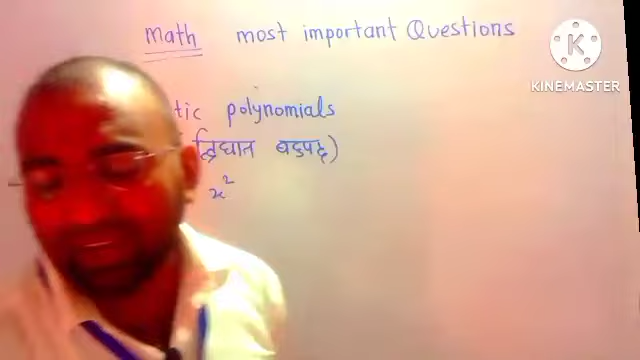 Math most important Questions
KINEMASTER
tic polynomials
द्विघात बहुपद)
x²